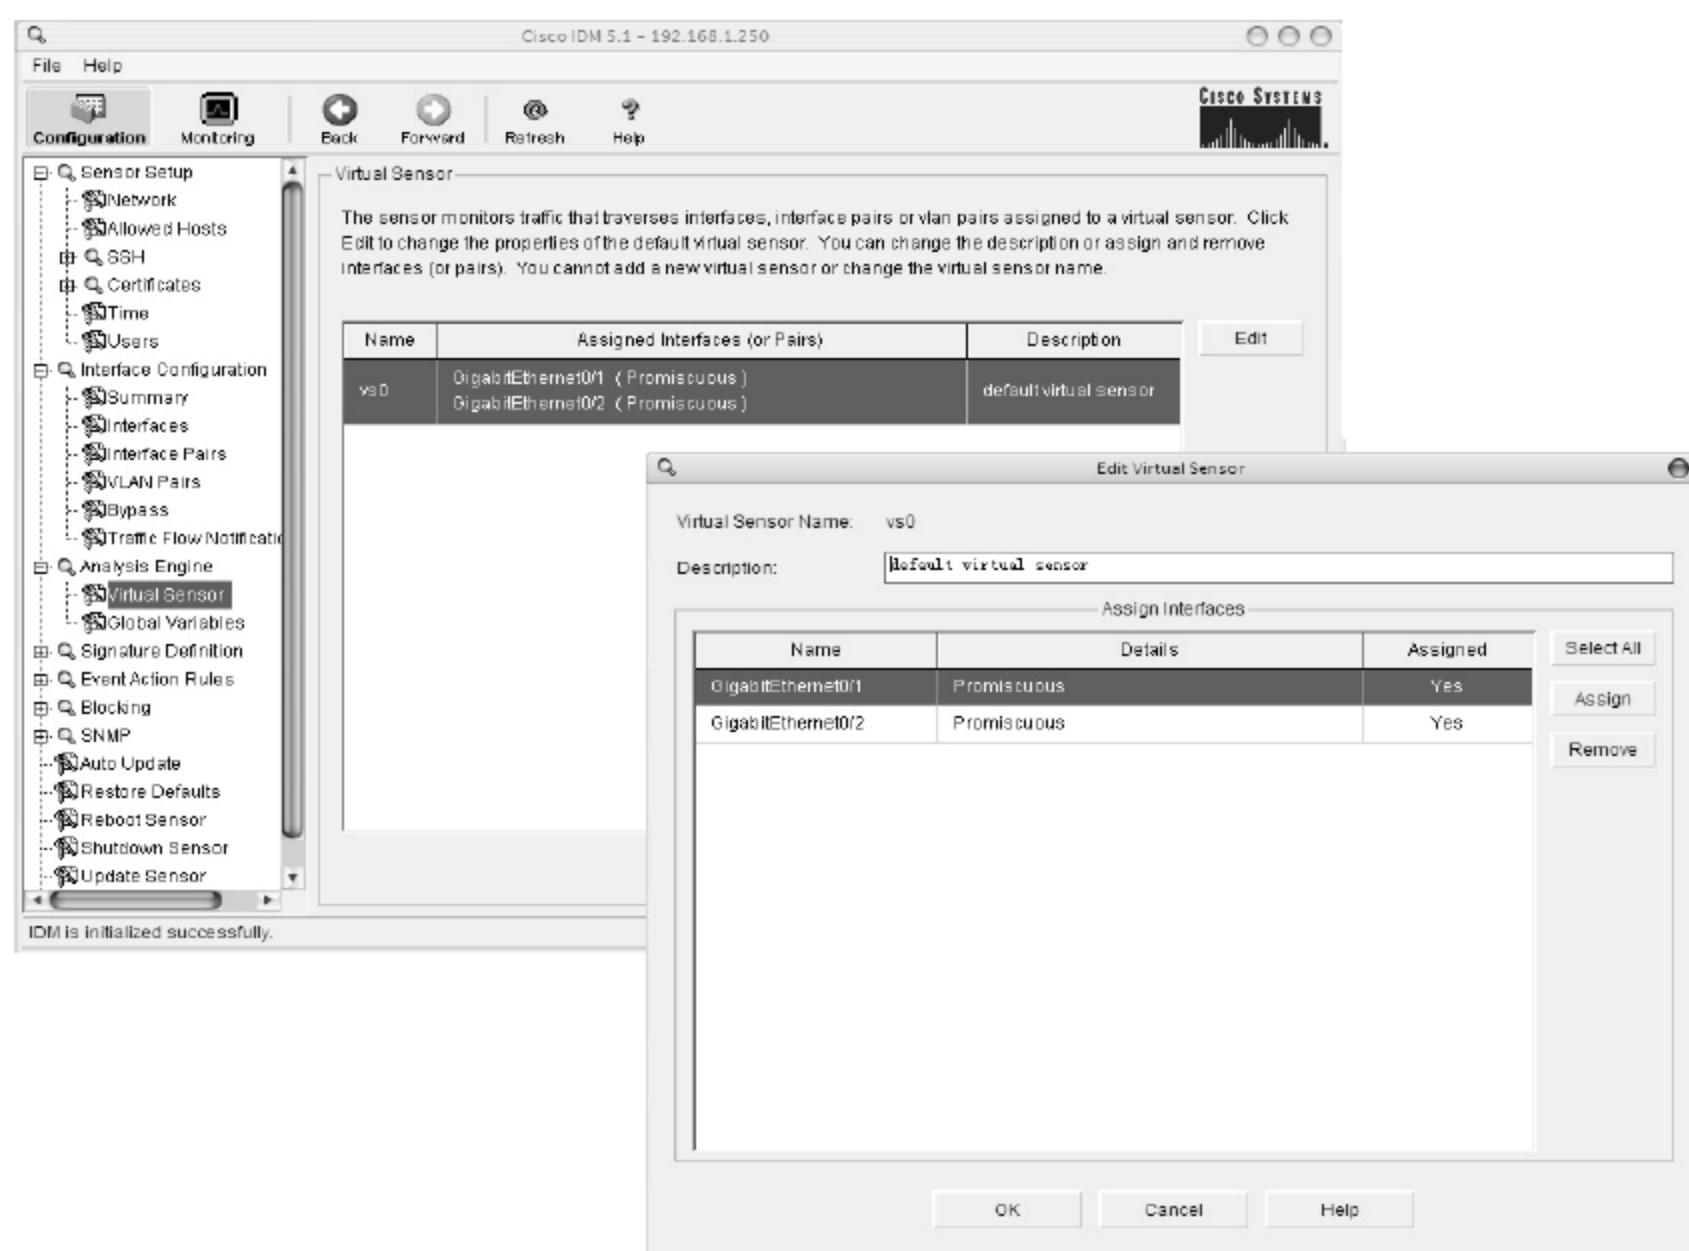 Cisco IDM 5.1 – 192.168.1.250
File Help
Configuration Monitoring Back Forward Refresh Help
CISCO SYSTEMS
Sensor Setup
Network
Allowed Hosts
SSH
Certificates
Time
Users
Interface Configuration
Summary
Interfaces
Interface Pairs
VLAN Pairs
Bypass
Traffic Flow Notificatio
Analysis Engine
Virtual Sensor
Global Variables
Signature Definition
Event Action Rules
Blocking
SNMP
Auto Update
Restore Defaults
Reboot Sensor
Shutdown Sensor
Update Sensor
IDM is initialized successfully.
Virtual Sensor
The sensor monitors traffic that traverses interfaces, interface pairs or vlan pairs assigned to a virtual sensor. Click
Edit to change the properties of the default virtual sensor. You can change the description or assign and remove
interfaces (or pairs). You cannot add a new virtual sensor or change the virtual sensor name.
Name Assigned Interfaces (or Pairs) Description Edit
vs0 GigabitEthernet0/1 (Promiscuous) default virtual sensor
GigabitEthernet0/2 (Promiscuous)
Edit Virtual Sensor
Virtual Sensor Name: vs0
Description: default virtual sensor
Assign Interfaces
Name Details Assigned Select All
GigabitEthernet0/1 Promiscuous Yes Assign
GigabitEthernet0/2 Promiscuous Yes Remove
OK Cancel Help